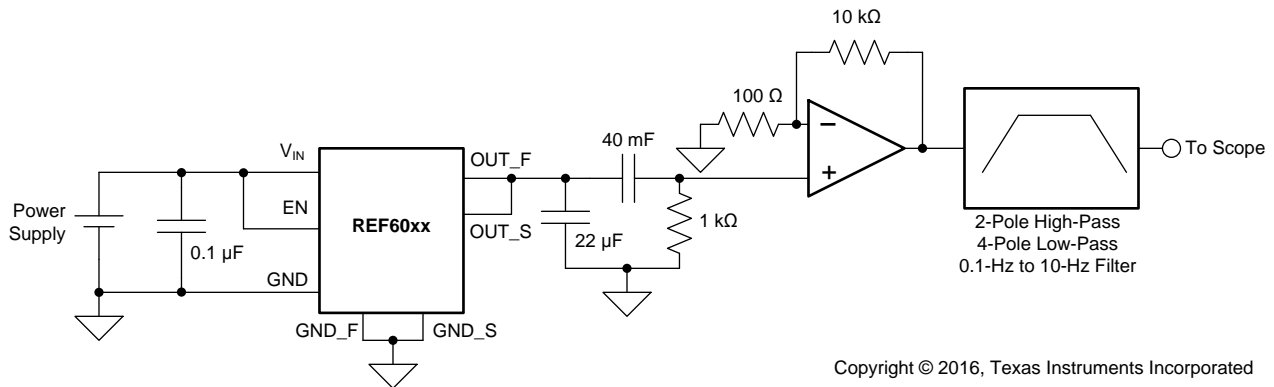 10 kΩ
100 Ω
−
+
40 mF
To Scope
V_IN
OUT_F
Power
Supply
EN
REF60xx
OUT_S
0.1 µF
22 µF
1 kΩ
2-Pole High-Pass
4-Pole Low-Pass
0.1-Hz to 10-Hz Filter
GND
GND_F
GND_S
Copyright © 2016, Texas Instruments Incorporated